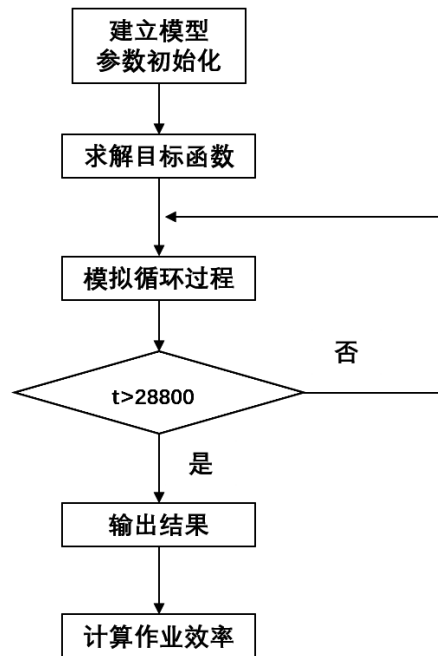 建立模型
参数初始化
求解目标函数
模拟循环过程
否
t>28800
是
输出结果
计算作业效率